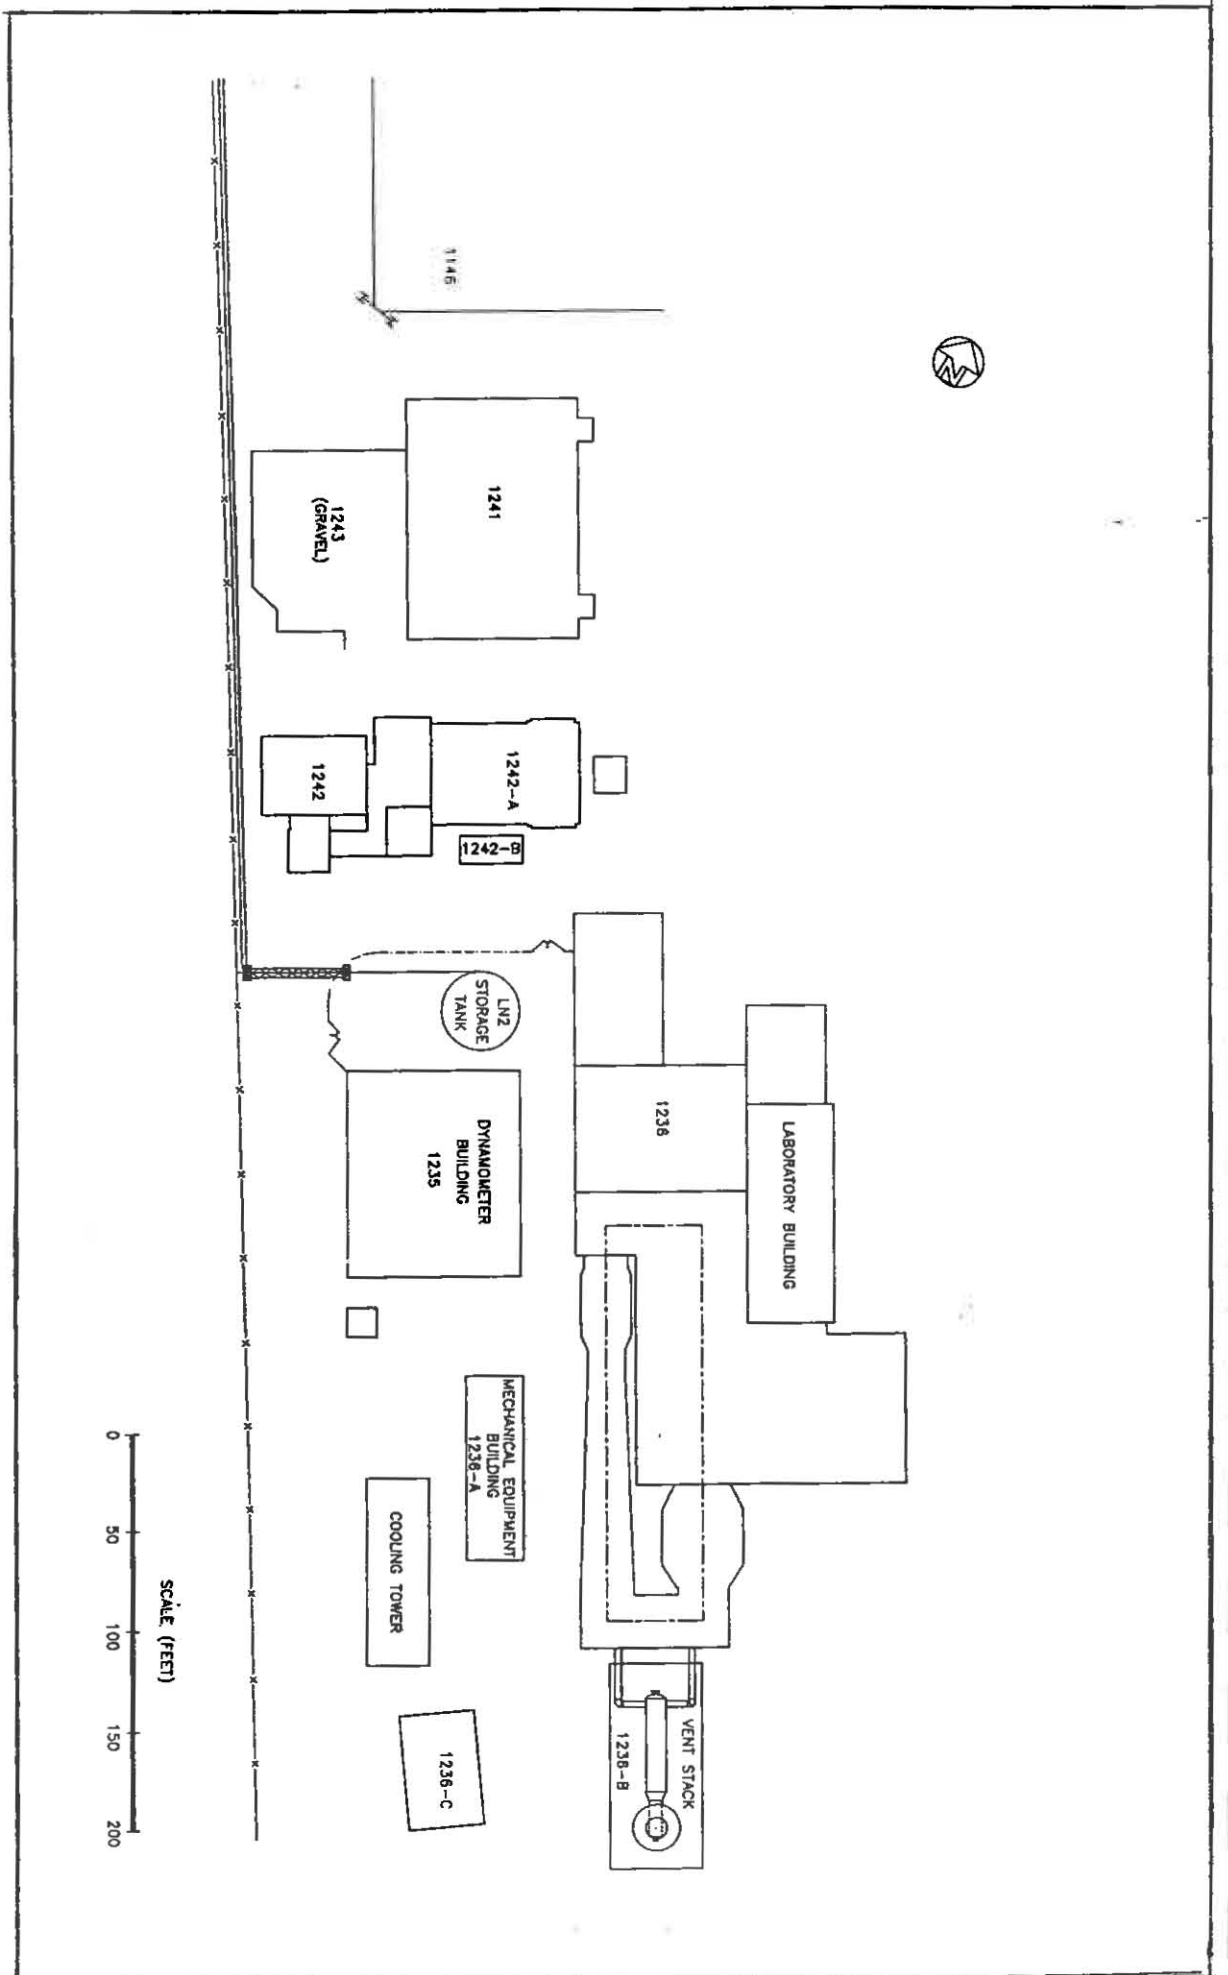 1146
N
1241
1243
(GRAVEL)
1242-A
1242
1242-B
LN2
STORAGE
TANK
1236
LABORATORY BUILDING
DYNAMOMETER
BUILDING
1235
MECHANICAL EQUIPMENT
BUILDING
1236-A
COOLING TOWER
VENT STACK
1236-B
1236-C
0
50
100
150
200
SCALE (FEET)